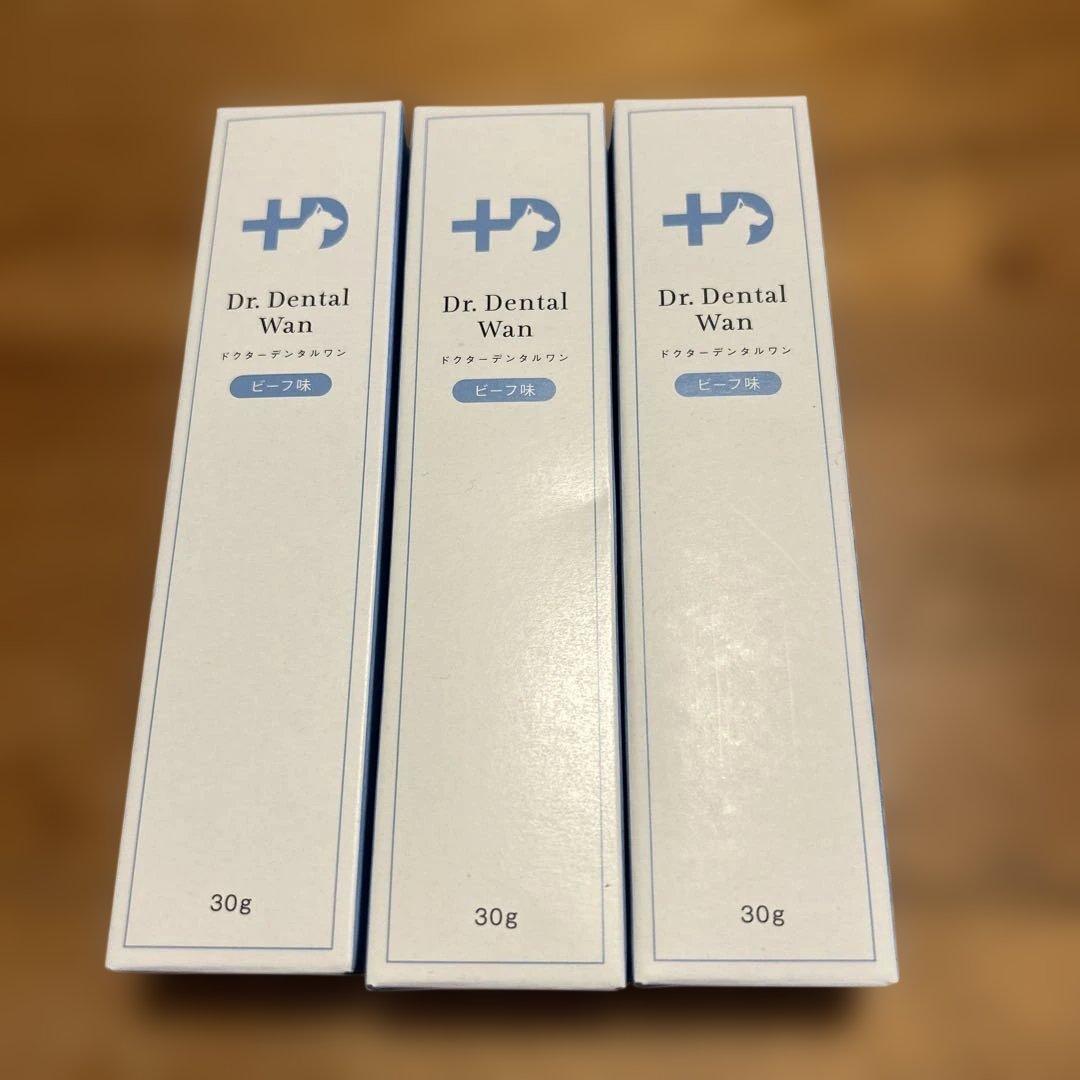 Dr. Dental
Wan
ドクターデンタルワン
ビーフ味
30g
Dr. Dental
Wan
ドクターデンタルワン
ビーフ味
30g
Dr. Dental
Wan
ドクターデンタルワン
ビーフ味
30g